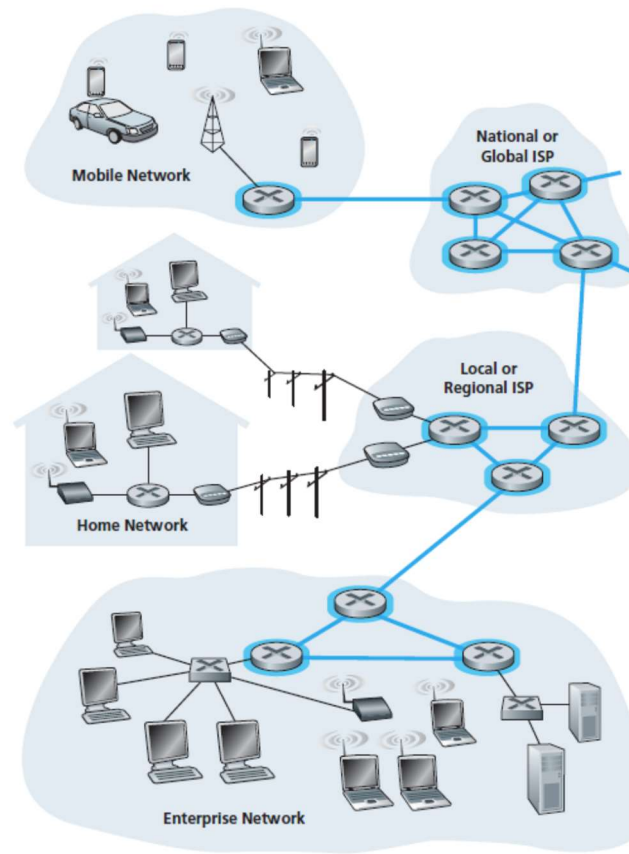 National or
Global ISP
Mobile Network
Local or
Regional ISP
Home Network
Enterprise Network